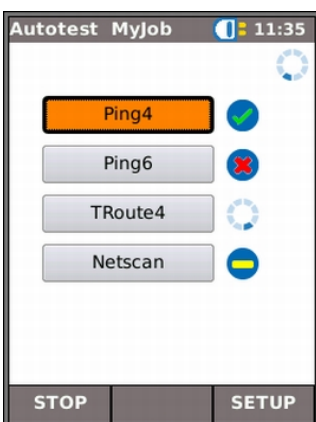 Autotest MyJob 11:35
Ping4
Ping6
TRoute4
Netscan
STOP SETUP